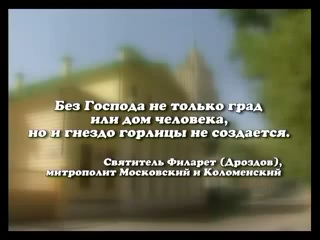 Без Господа не только град
или дом человека,
но и гнездо горлицы не создается.
Святитель Филарет (Дроздов),
митрополит Московский и Коломенский